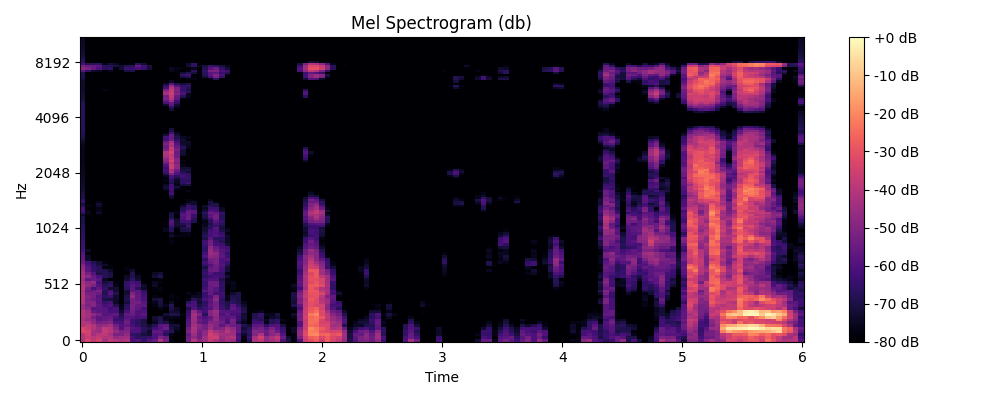 Mel Spectrogram (db)
Hz
8192
4096
2048
1024
512
0
0 1 2 3 4 5 6
Time
+0 dB
-10 dB
-20 dB
-30 dB
-40 dB
-50 dB
-60 dB
-70 dB
-80 dB